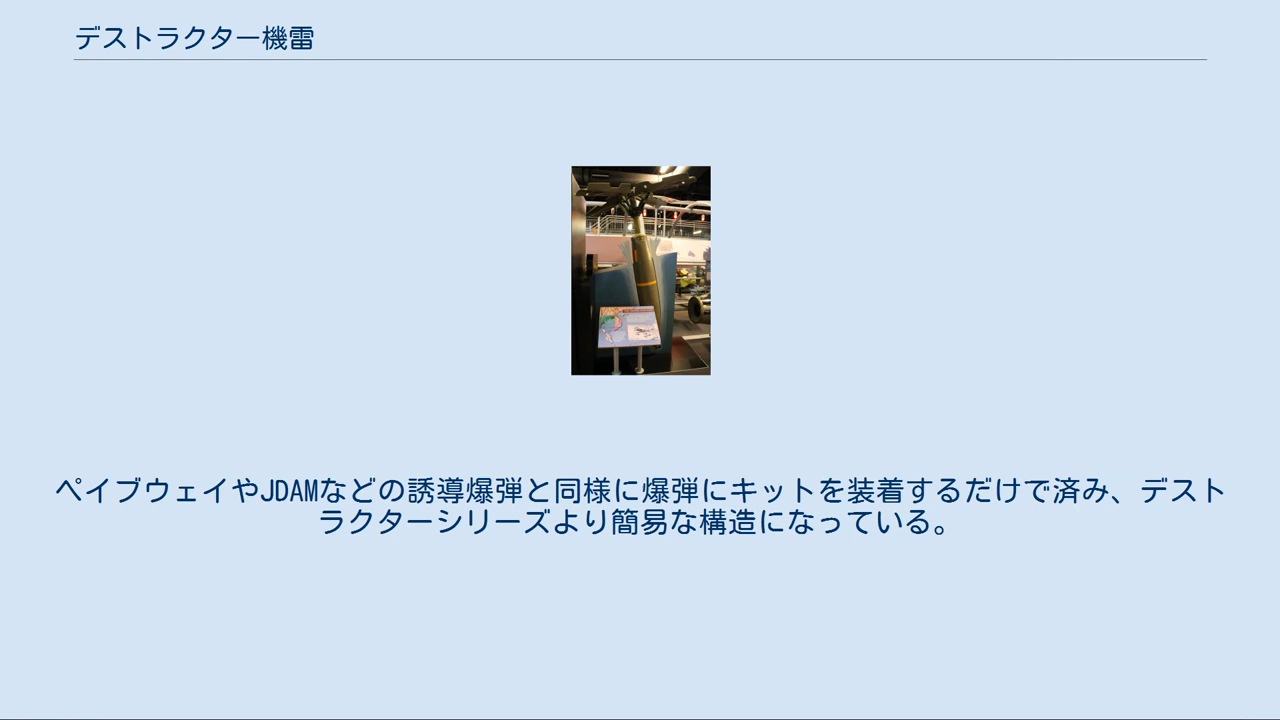 デストラクター機雷
ペイブウェイやJDAMなどの誘導爆弾と同様に爆弾にキットを装着するだけで済み、デスト
ラクターシリーズより簡易な構造になっている。